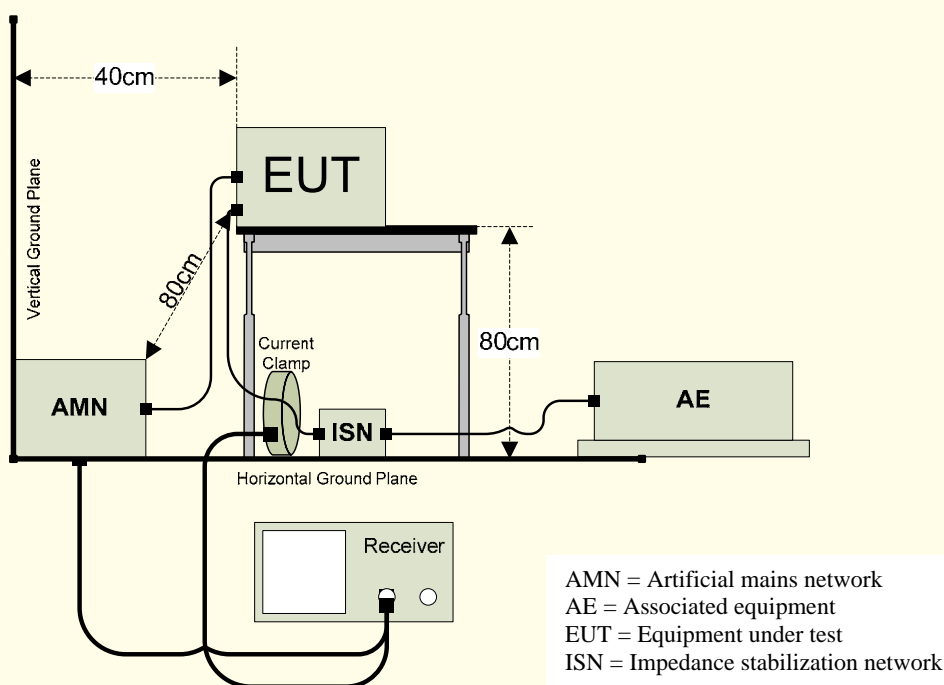 40cm
Vertical Ground Plane
EUT
80cm
80cm
Current
Clamp
AMN
ISN
AE
Horizontal Ground Plane
Receiver
AMN = Artificial mains network
AE = Associated equipment
EUT = Equipment under test
ISN = Impedance stabilization network